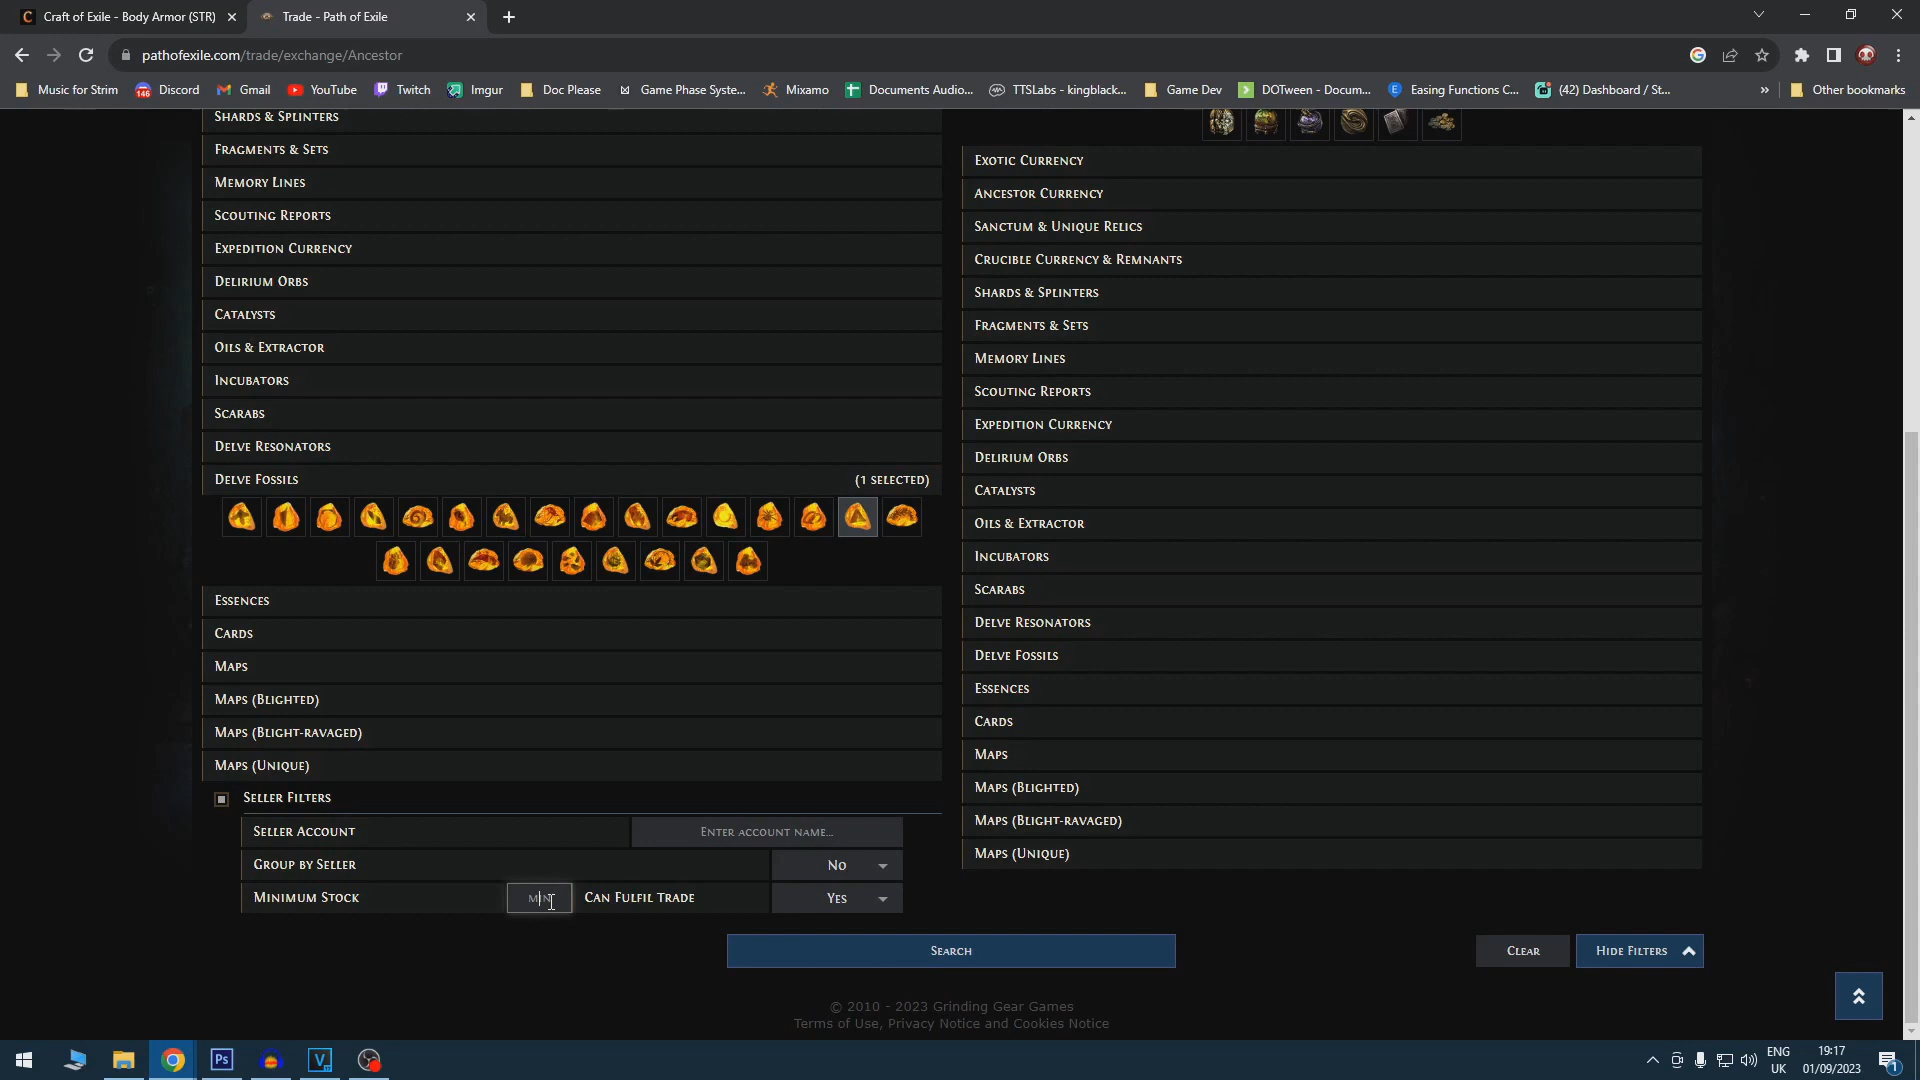 Craft of Exile - Body Armor (STR)
Trade - Path of Exile
pathofexile.com/trade/exchange/Ancestor
Music for Strim
146
Discord
Gmail
YouTube
Twitch
Imgur
Doc Please
Game Phase Syste...
Mixamo
Documents Audio...
TTSLabs - kingblack...
Game Dev
DOTween - Docum...
Easing Functions C...
(42) Dashboard / St...
»
Other bookmarks
Shards & Splinters
Fragments & Sets
Memory Lines
Scouting Reports
Expedition Currency
Delirium Orbs
Catalysts
Oils & Extractor
Incubators
Scarabs
Delve Resonators
Delve Fossils (1 selected)
Essences
Cards
Maps
Maps (Blighted)
Maps (Blight-ravaged)
Maps (Unique)
Seller Filters
Seller Account Enter account name...
Group by Seller No
Minimum Stock min Can Fulfil Trade Yes
Exotic Currency
Ancestor Currency
Sanctum & Unique Relics
Crucible Currency & Remnants
Shards & Splinters
Fragments & Sets
Memory Lines
Scouting Reports
Expedition Currency
Delirium Orbs
Catalysts
Oils & Extractor
Incubators
Scarabs
Delve Resonators
Delve Fossils
Essences
Cards
Maps
Maps (Blighted)
Maps (Blight-ravaged)
Maps (Unique)
Search
Clear
Hide Filters
© 2010 - 2023 Grinding Gear Games
Terms of Use, Privacy Notice and Cookies Notice
Ps
V
ENG
UK
19:17
01/09/2023
1